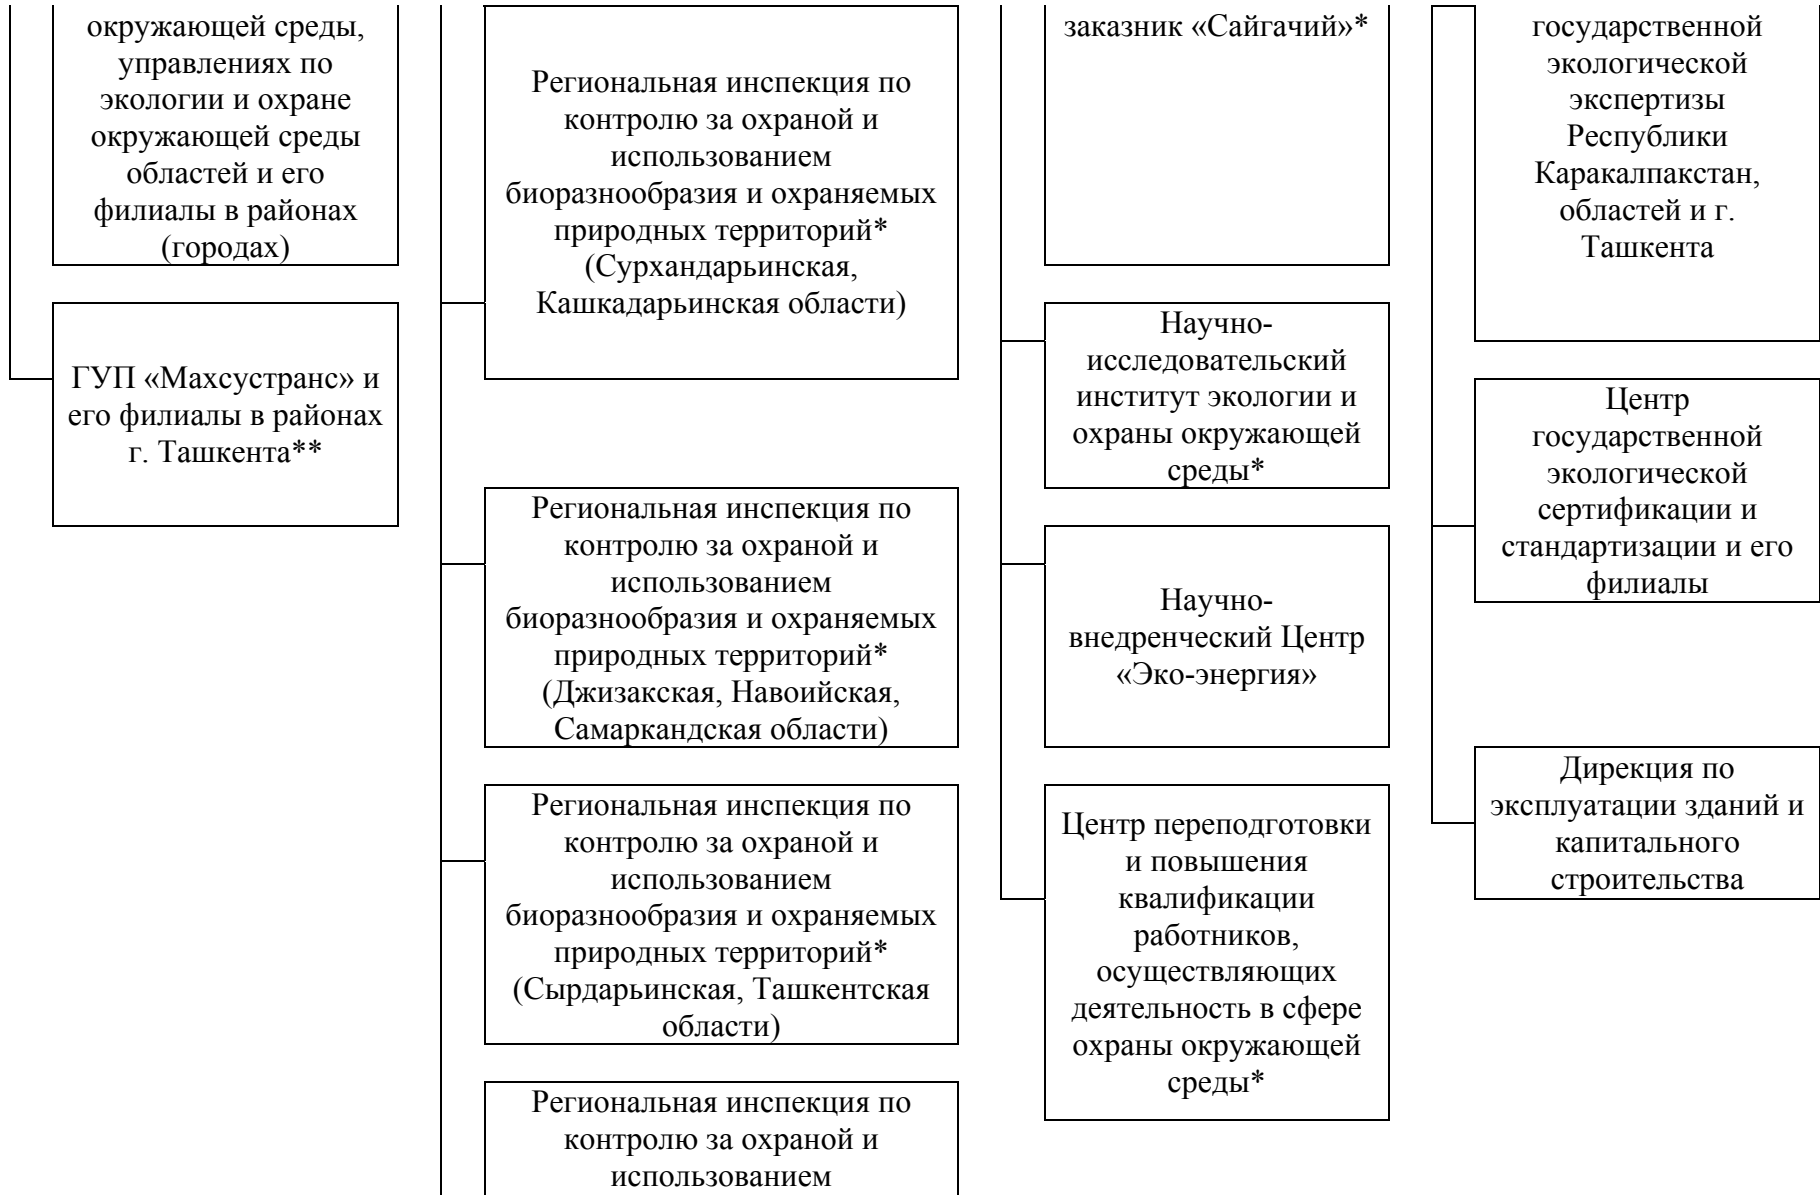 окружающей среды,
управлениях по
экологии и охране
окружающей среды
областей и его
филиалы в районах
(городах)
ГУП «Махсустранс» и
его филиалы в районах
г. Ташкента**
Региональная инспекция по
контролю за охраной и
использованием
биоразнообразия и охраняемых
природных территорий*
(Сурхандарьинская,
Кашкадарьинская области)
Региональная инспекция по
контролю за охраной и
использованием
биоразнообразия и охраняемых
природных территорий*
(Джизакская, Навоийская,
Самаркандская области)
Региональная инспекция по
контролю за охраной и
использованием
биоразнообразия и охраняемых
природных территорий*
(Сырдарьинская, Ташкентская
области)
Региональная инспекция по
контролю за охраной и
использованием
заказник «Сайгачий»*
Научно-
исследовательский
институт экологии и
охраны окружающей
среды*
Научно-
внедренческий Центр
«Эко-энергия»
Центр переподготовки
и повышения
квалификации
работников,
осуществляющих
деятельность в сфере
охраны окружающей
среды*
государственной
экологической
экспертизы
Республики
Каракалпакстан,
областей и г.
Ташкента
Центр
государственной
экологической
сертификации и
стандартизации и его
филиалы
Дирекция по
эксплуатации зданий и
капитального
строительства